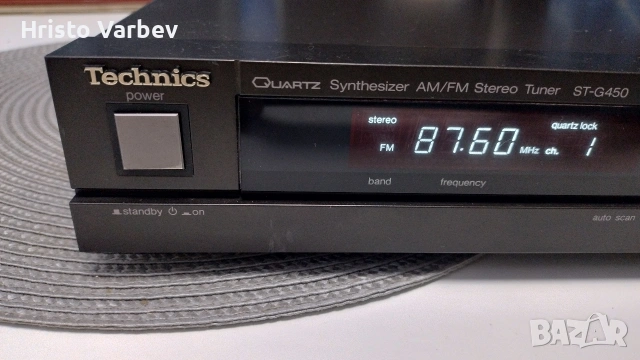 Hristo Varbev
Technics
power
QUARTZ Synthesizer AM/FM Stereo Tuner ST-G450
stereo
quartz lock
FM 87.60 MHz ch. 1
band frequency
standby on
auto scan
BAZAR